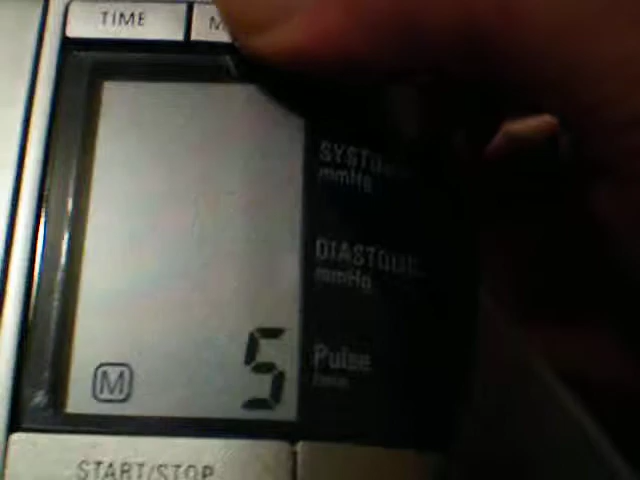 TIME M
SYSTOLIC
mmHg
DIASTOLIC
mmHg
5
M
Pulse
START/STOP